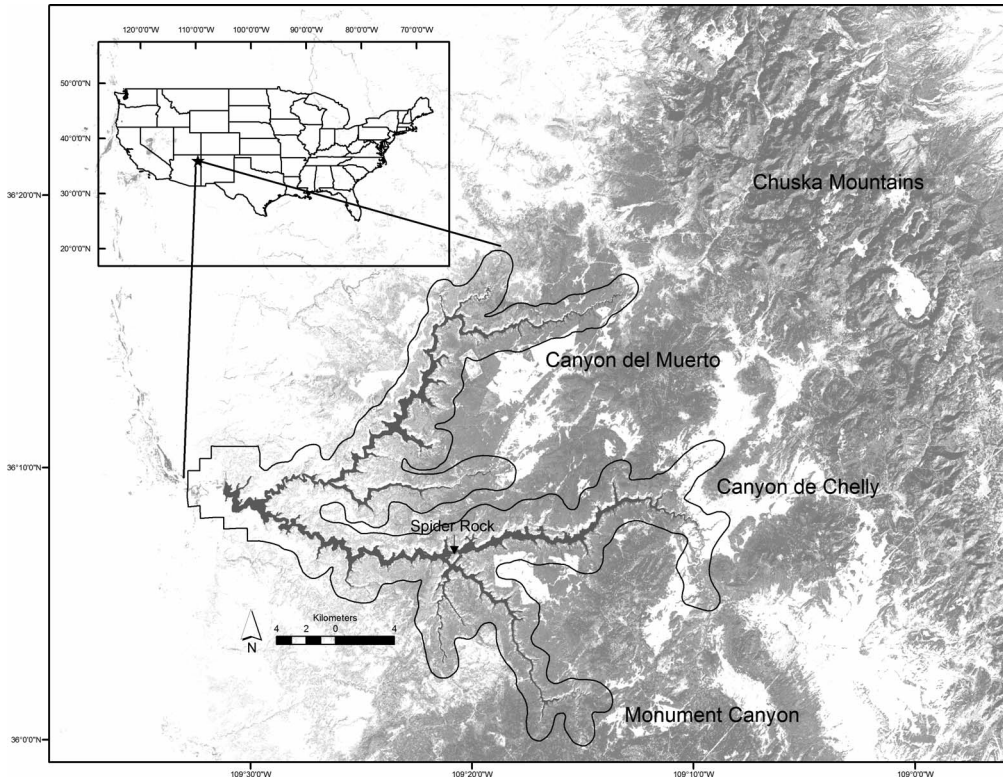 120°0'0"W 110°0'0"W 100°0'0"W 90°0'0"W 80°0'0"W 70°0'0"W
50°0'0"N
40°0'0"N
30°0'0"N
20°0'0"N
36°20'0"N
Chuska Mountains
Canyon del Muerto
36°10'0"N
Canyon de Chelly
Spider Rock
Kilometers
4 2 0 4
N
Monument Canyon
36°0'0"N
109°30'0"W 109°20'0"W 109°10'0"W 109°0'0"W